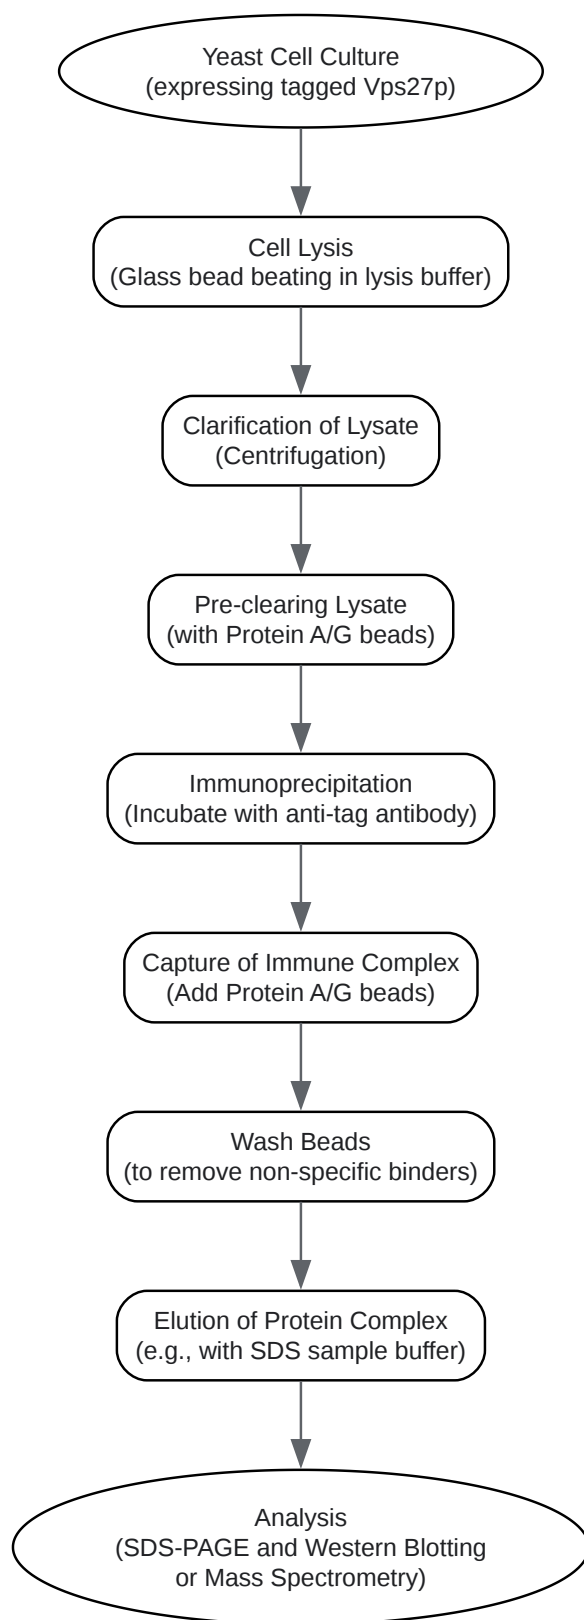 Yeast Cell Culture
(expressing tagged Vps27p)
Cell Lysis
(Glass bead beating in lysis buffer)
Clarification of Lysate
(Centrifugation)
Pre-clearing Lysate
(with Protein A/G beads)
Immunoprecipitation
(Incubate with anti-tag antibody)
Capture of Immune Complex
(Add Protein A/G beads)
Wash Beads
(to remove non-specific binders)
Elution of Protein Complex
(e.g., with SDS sample buffer)
Analysis
(SDS-PAGE and Western Blotting
or Mass Spectrometry)